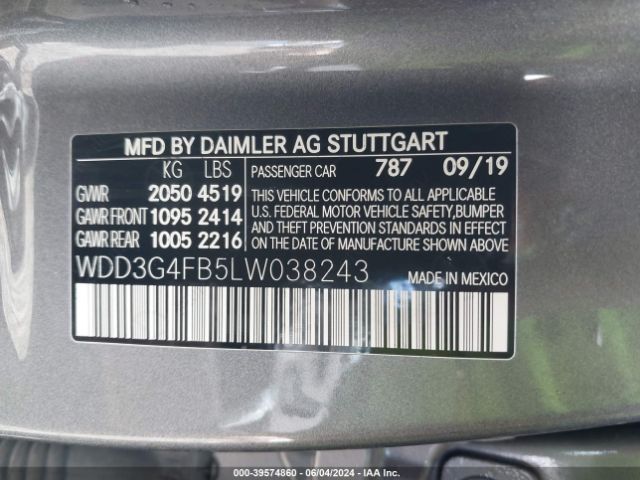 MFD BY DAIMLER AG STUTTGART
KG LBS PASSENGER CAR 787 09/19
GVWR 2050 4519 THIS VEHICLE CONFORMS TO ALL APPLICABLE
U.S. FEDERAL MOTOR VEHICLE SAFETY,BUMPER
GAWR FRONT 1095 2414 AND THEFT PREVENTION STANDARDS IN EFFECT
GAWR REAR 1005 2216 ON THE DATE OF MANUFACTURE SHOWN ABOVE.
WDD3G4FB5LW038243 MADE IN MEXICO
000-39574860 - 06/04/2024 - IAA Inc.